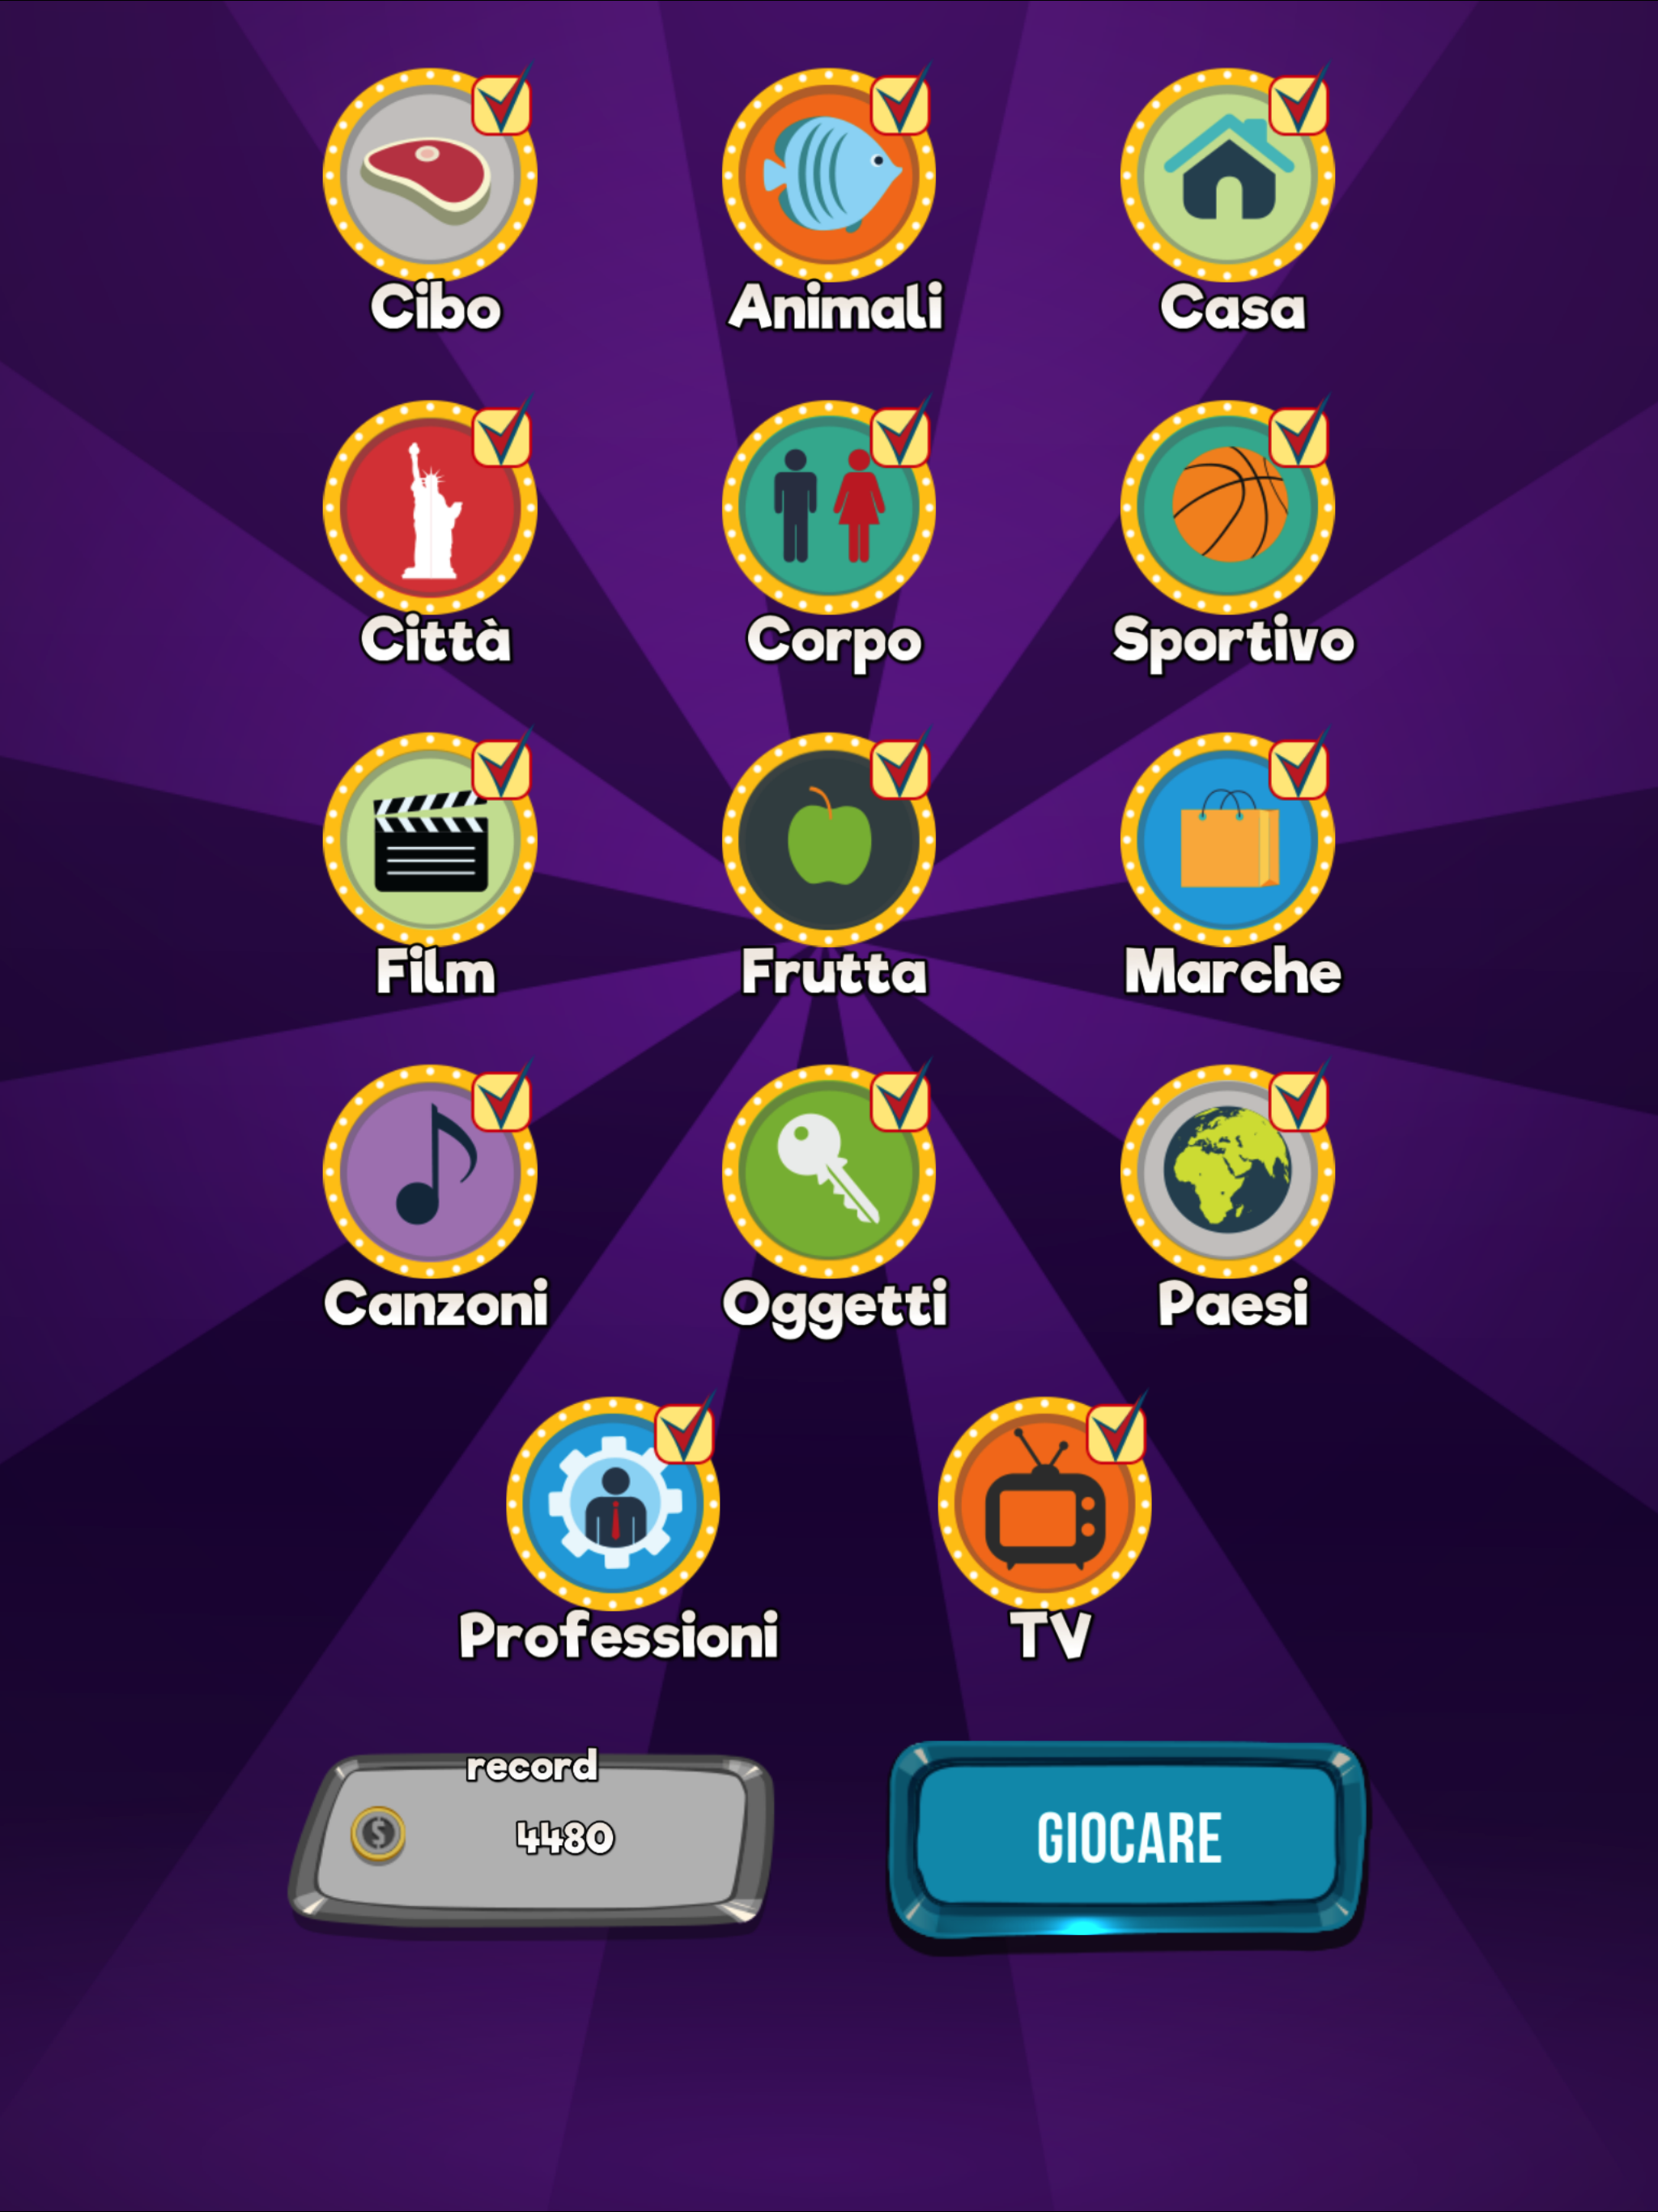 Cibo
Animali
Casa
Città
Corpo
Sportivo
Film
Frutta
Marche
Canzoni
Oggetti
Paesi
Professioni
TV
record
$
4480
GIOCARE